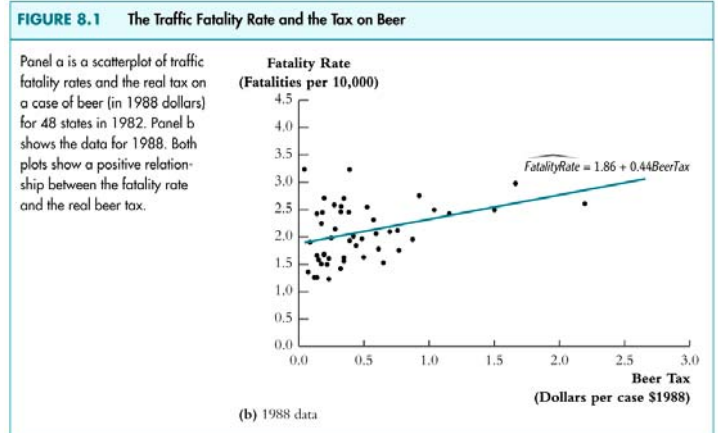 FIGURE 8.1 The Traffic Fatality Rate and the Tax on Beer
Panel a is a scatterplot of traffic
fatality rates and the real tax on
a case of beer (in 1988 dollars)
for 48 states in 1982. Panel b
shows the data for 1988. Both
plots show a positive relation-
ship between the fatality rate
and the real beer tax.
Fatality Rate
(Fatalities per 10,000)
4.5
4.0
3.5
3.0
2.5
2.0
1.5
1.0
0.5
0.0
FatalityRate = 1.86 + 0.44BeerTax
0.0 0.5 1.0 1.5 2.0 2.5 3.0
Beer Tax
(Dollars per case $1988)
(b) 1988 data